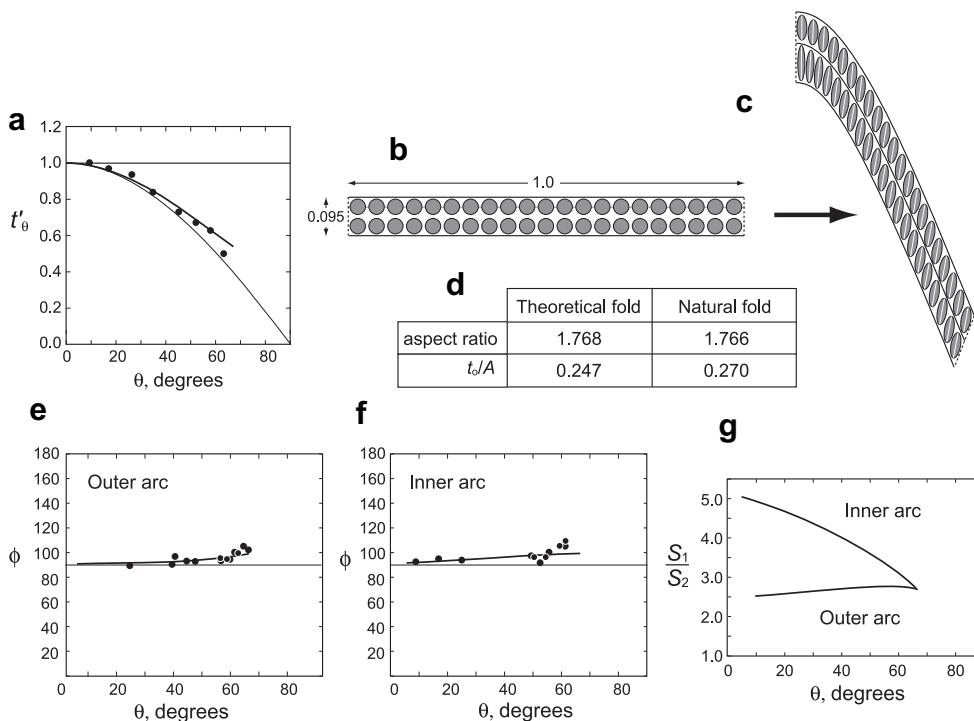 a
1.2
1.0
0.8
0.6
0.4
0.2
0.0
t'θ
0 20 40 60 80
θ, degrees
b
1.0
0.095
c
d
Theoretical fold Natural fold
aspect ratio 1.768 1.766
tₒ/A 0.247 0.270
e
180
160
140
120
100
80
60
40
20
0
ϕ
Outer arc
0 20 40 60 80
θ, degrees
f
180
160
140
120
100
80
60
40
20
0
ϕ
Inner arc
0 20 40 60 80
θ, degrees
g
5.0
4.0
3.0
2.0
1.0
S₁
S₂
Inner arc
Outer arc
0 20 40 60 80
θ, degrees